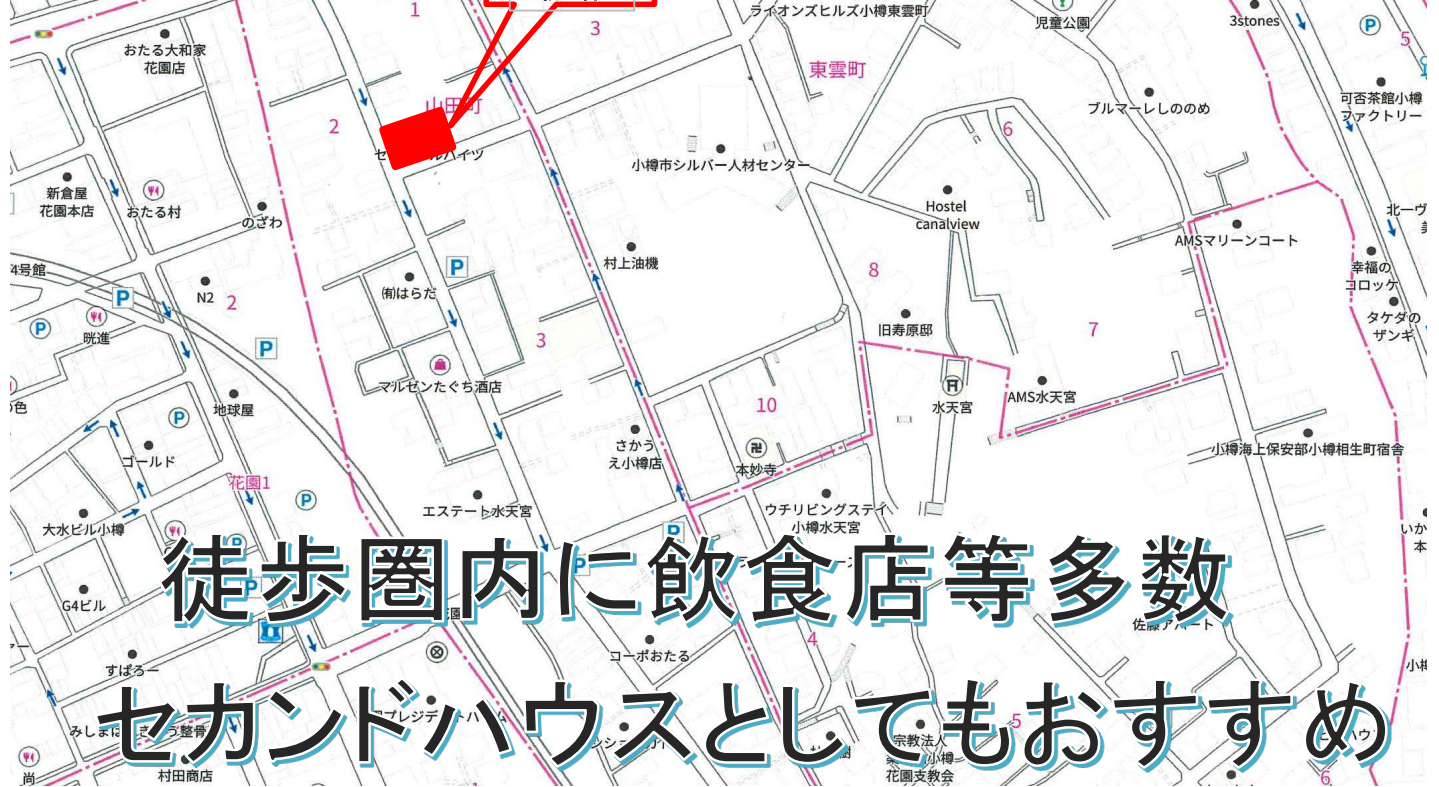 1
3
ライオンズヒルズ小樽東雲町
児童公園
3stones
P
5
おたる大和家
花園店
山田町
東雲町
2
6
ブルマーレしののめ
可否茶館小樽
ファクトリー
小樽市シルバー人材センター
新倉屋
花園本店
おたる村
のざわ
Hostel
canalview
AMSマリーンコート
4号館
N2
2
P
P
P
P
(有)はらだ
村上油機
8
幸福の
コロッケ
タケダの
ザンギ
晄進
旧寿原邸
7
3
マルゼンたぐち酒店
地球屋
P
10
水天宮
AMS水天宮
ゴールド
さかう
え小樽店
本妙寺
小樽海上保安部小樽相生町宿舎
花園1
P
エステート水天宮
ウチリビングステイ
小樽水天宮
大水ビル小樽
P
P
P
P
徒歩圏内に飲食店等多数
G4ビル
佐藤アパート
すぱろー
コーポおたる
4
セカンドハウスとしてもおすすめ
5
宗教法人
花園支教会
村田商店
尚
6